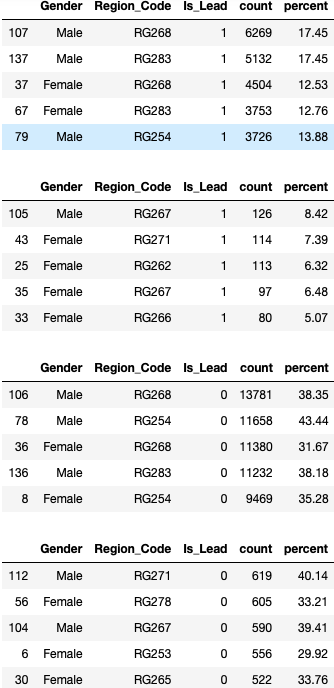 Gender Region_Code Is_Lead count percent
107 Male RG268 1 6269 17.45
137 Male RG283 1 5132 17.45
37 Female RG268 1 4504 12.53
67 Female RG283 1 3753 12.76
79 Male RG254 1 3726 13.88
Gender Region_Code Is_Lead count percent
105 Male RG267 1 126 8.42
43 Female RG271 1 114 7.39
25 Female RG262 1 113 6.32
35 Female RG267 1 97 6.48
33 Female RG266 1 80 5.07
Gender Region_Code Is_Lead count percent
106 Male RG268 0 13781 38.35
78 Male RG254 0 11658 43.44
36 Female RG268 0 11380 31.67
136 Male RG283 0 11232 38.18
8 Female RG254 0 9469 35.28
Gender Region_Code Is_Lead count percent
112 Male RG271 0 619 40.14
56 Female RG278 0 605 33.21
104 Male RG267 0 590 39.41
6 Female RG253 0 556 29.92
30 Female RG265 0 522 33.76